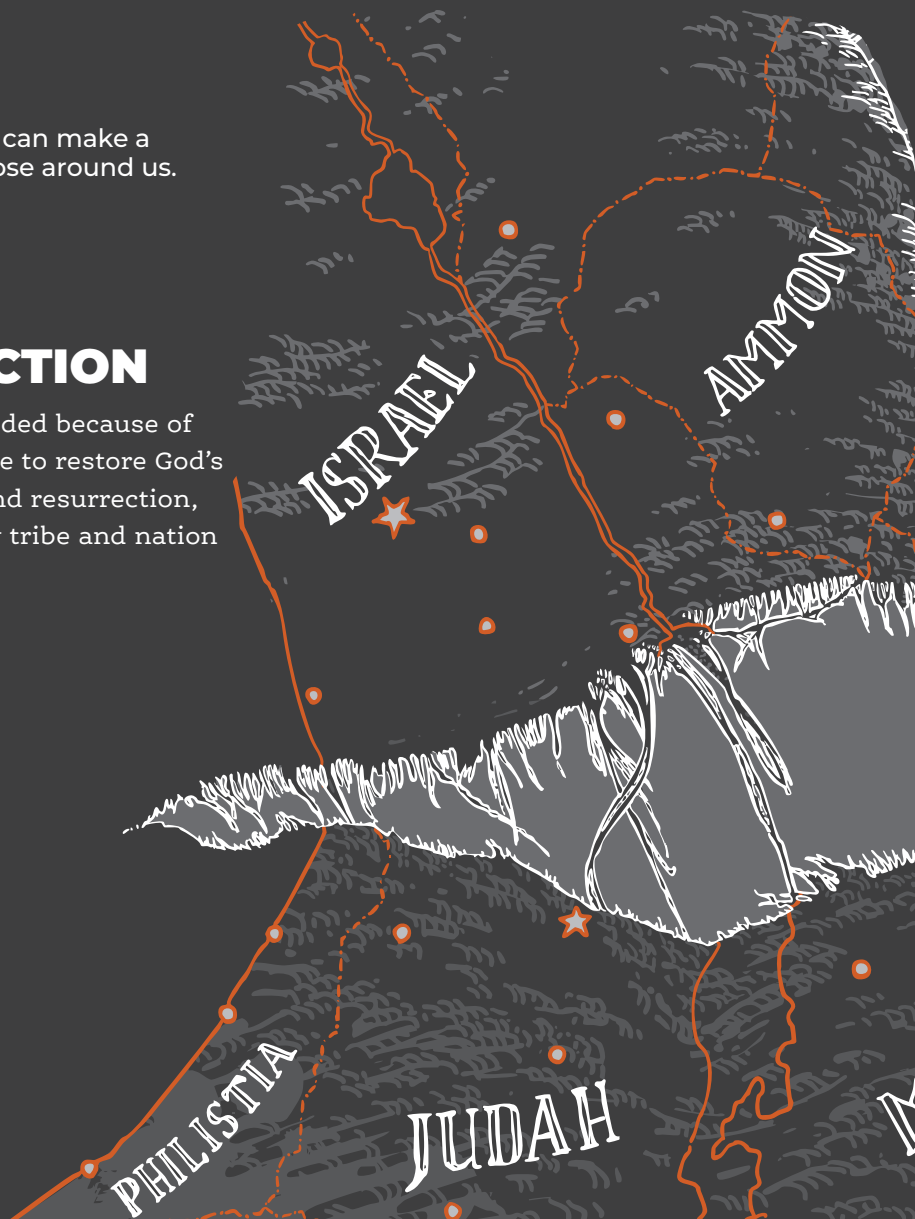 can make a
ose around us.
CTION
ded because of
e to restore God's
nd resurrection,
tribe and nation
AMMON
ISRAEL
PHILISTIA
JUDAH
M